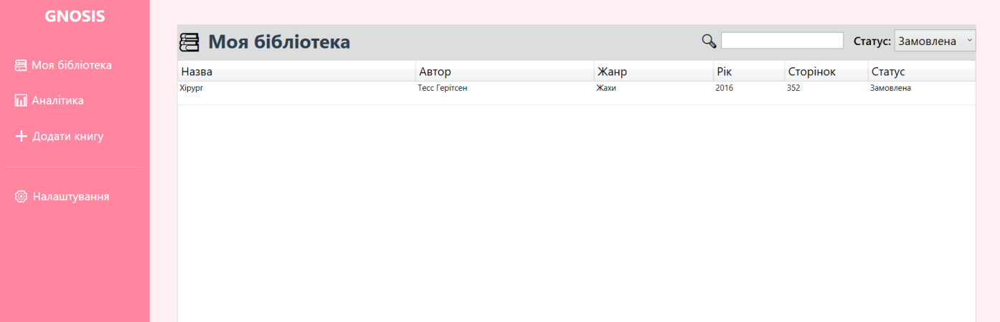 GNOSIS
Моя бібліотека
Аналітика
Додати книгу
Налаштування
Моя бібліотека
Статус: Замовлена
Назва Автор Жанр Рік Сторінок Статус
Хірург Тесс Герітсен Жахи 2016 352 Замовлена